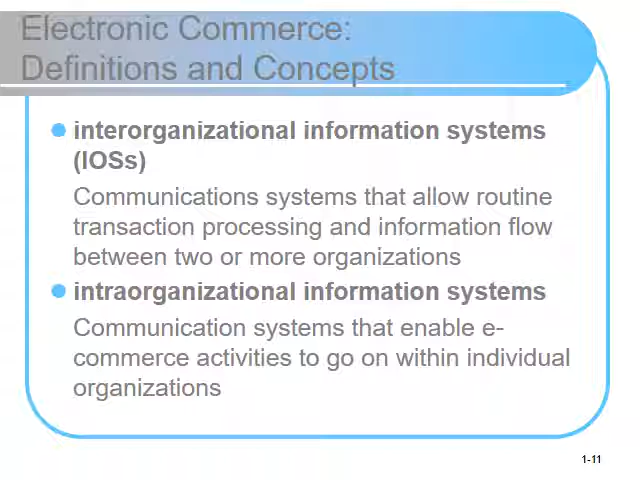 Electronic Commerce:
Definitions and Concepts
interorganizational information systems
(IOSs)
Communications systems that allow routine
transaction processing and information flow
between two or more organizations
intraorganizational information systems
Communication systems that enable e-
commerce activities to go on within individual
organizations
1-11